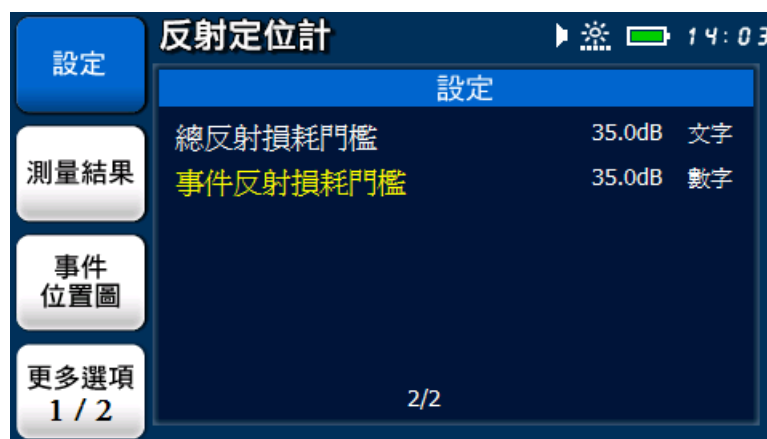 反射定位計 14:03
設定
設定
總反射損耗門檻 35.0dB 文字
事件反射損耗門檻 35.0dB 數字
測量結果
事件
位置圖
更多選項
1 / 2
2/2